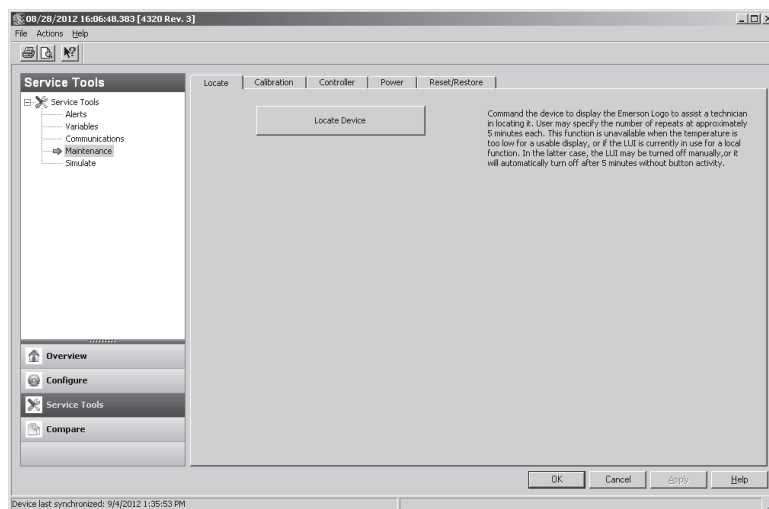 08/28/2012 16:06:48.383 [4320 Rev. 3]
File Actions Help
Service Tools
Service Tools
Alerts
Variables
Communications
Maintenance
Simulate
Overview
Configure
Service Tools
Compare
Locate Calibration Controller Power Reset/Restore
Locate Device
Command the device to display the Emerson Logo to assist a technician
in locating it. User may specify the number of repeats at approximately
5 minutes each. This function is unavailable when the temperature is
too low for a usable display, or if the LUI is currently in use for a local
function. In the latter case, the LUI may be turned off manually,or it
will automatically turn off after 5 minutes without button activity.
OK Cancel Apply Help
Device last synchronized: 9/4/2012 1:35:53 PM